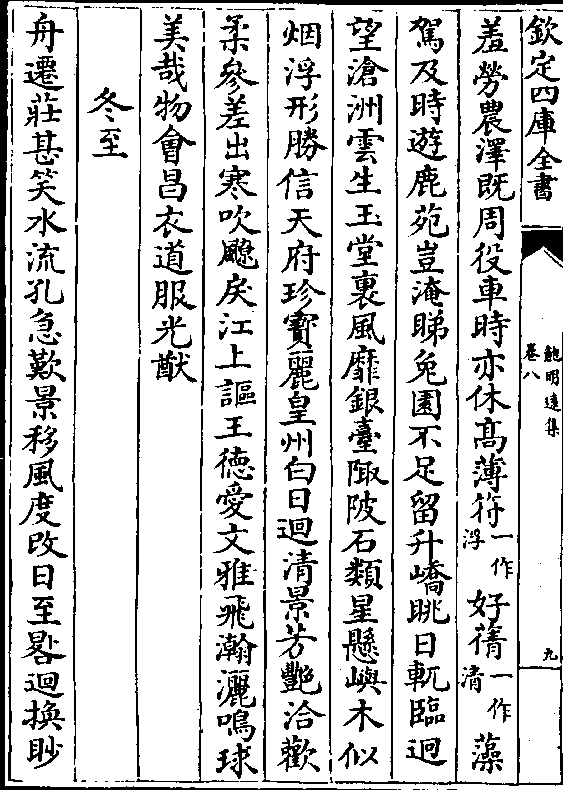 欽定四庫全書
鮑明遠集
卷八
九
羞勞農澤既周役車時亦休高薄符一作浮好蒨一作清藻
駕及時遊鹿苑豈淹睇兔園不足留升嶠眺日軏臨迴
望滄洲雲生玉堂裏風靡銀臺陬陂石類星懸嶼木似
烟浮形勝信天府珍寶麗皇州白日迴清景芳艷洽歡
柔參差出寒吹飈戾江上謳王德愛文雅飛瀚灑鳴球
美哉物會昌衣道服光猷
冬至
舟遷莊甚笑水流孔急歎景移風度改日至晷迴換眇